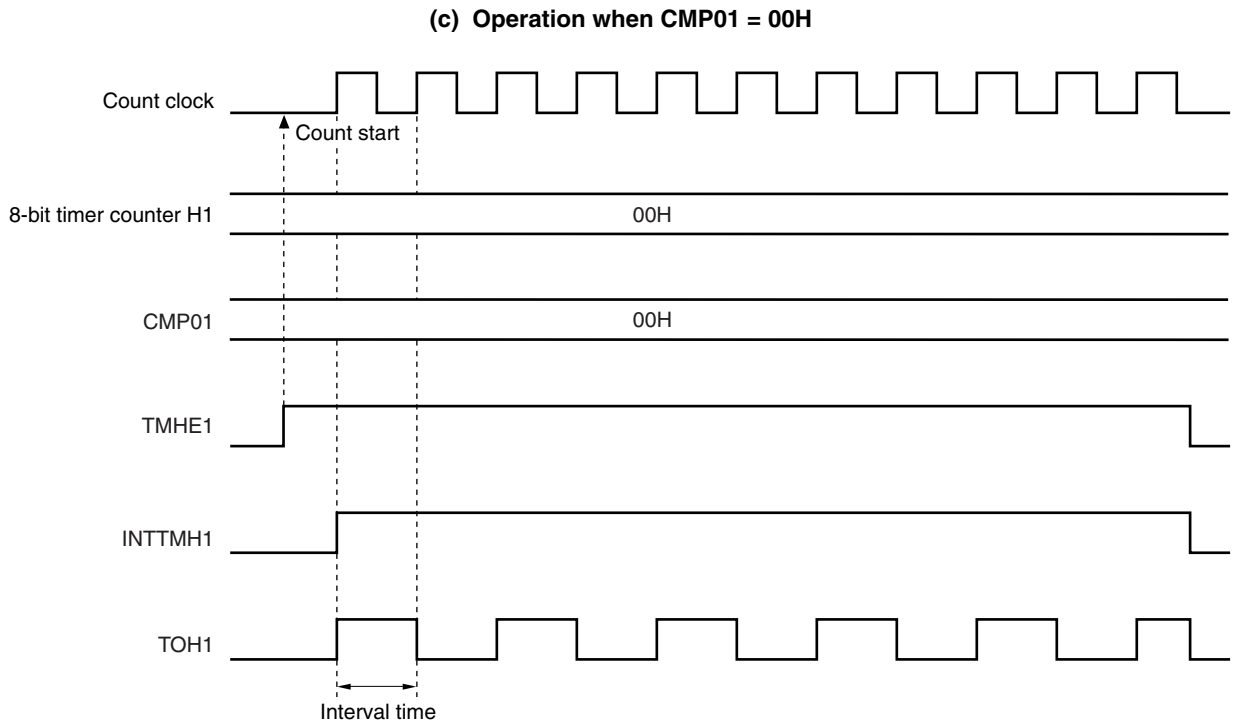 (c) Operation when CMP01 = 00H
Count clock
Count start
8-bit timer counter H1
00H
CMP01
00H
TMHE1
INTTMH1
TOH1
Interval time